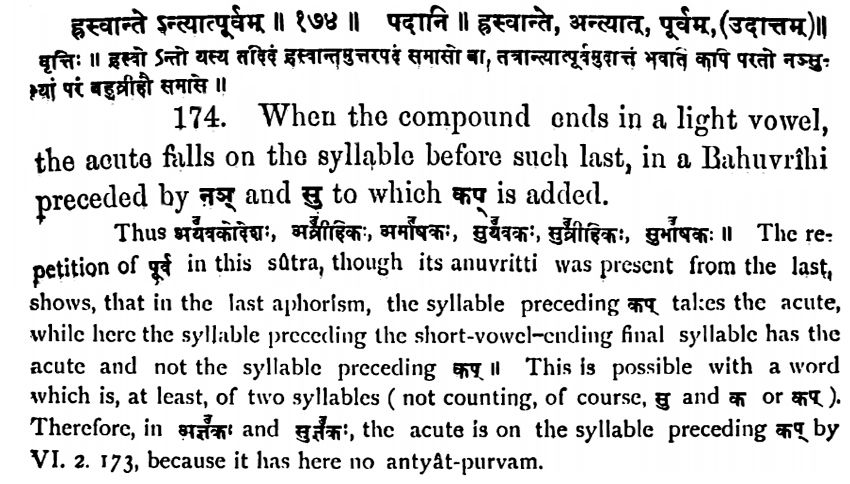 ह्रस्वान्ते ऽन्त्यात्पूर्वम् ॥ १७४ ॥ पदानि ॥ ह्रस्वान्ते, अन्त्यात्, पूर्वम्, (उदात्तम्)॥
वृत्तिः ॥ ह्रस्वो ऽन्तो यस्य तदिदं ह्रस्वान्तमुत्तरपदं समासो वा, तत्रान्त्यात्पूर्वमुदात्तं भवति कपि परतो नञ्सु-
भ्यां परं बहुव्रीहौ समासे ॥
174. When the compound ends in a light vowel,
the acute falls on the syllable before such last, in a Bahuvrîhi
preceded by नञ् and सु to which कप् is added.
Thus अय॑वकोदेशः, अव्री॑हिकः, अमा॑षकः, सुय॑वकः, सुव्री॑हिकः, सुमा॑षकः ॥ The re-
petition of पूर्व in this sûtra, though its anuvritti was present from the last,
shows, that in the last aphorism, the syllable preceding कप् takes the acute,
while here the syllable preceding the short-vowel-ending final syllable has the
acute and not the syllable preceding कप् ॥ This is possible with a word
which is, at least, of two syllables ( not counting, of course, सु and क or कप् ).
Therefore, in अज्ञ॑कः and सुज्ञ॑कः, the acute is on the syllable preceding कप् by
VI. 2. 173, because it has here no antyât-purvam.